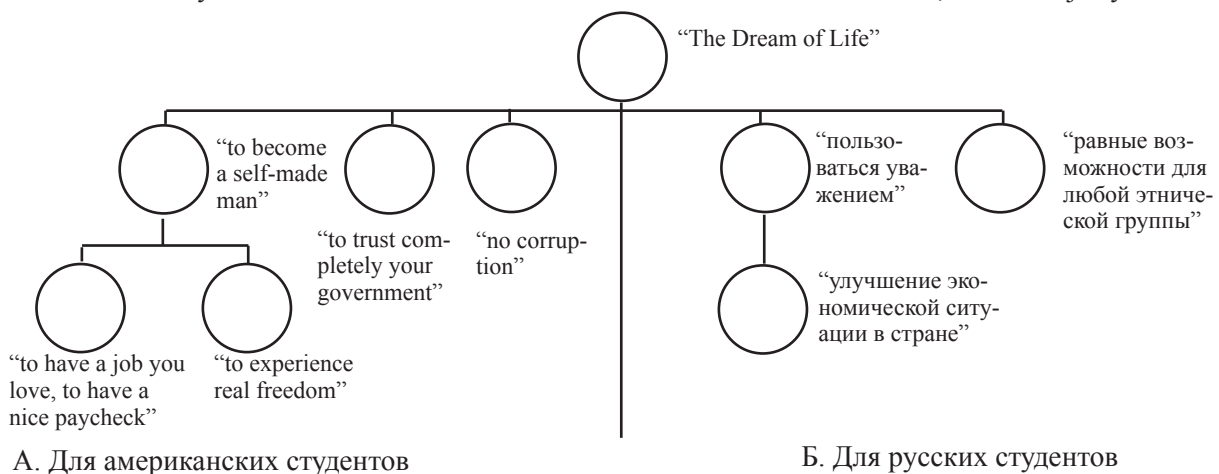 “The Dream of Life”
“to become
a self-made
man”
“to trust com-
pletely your
government”
“no corrup-
tion”
“пользо-
ваться ува-
жением”
“равные воз-
можности для
любой этниче-
ской группы”
“улучшение эко-
номической ситу-
ации в стране”
“to have a job you
love, to have a
nice paycheck”
“to experience
real freedom”
А. Для американских студентов
Б. Для русских студентов